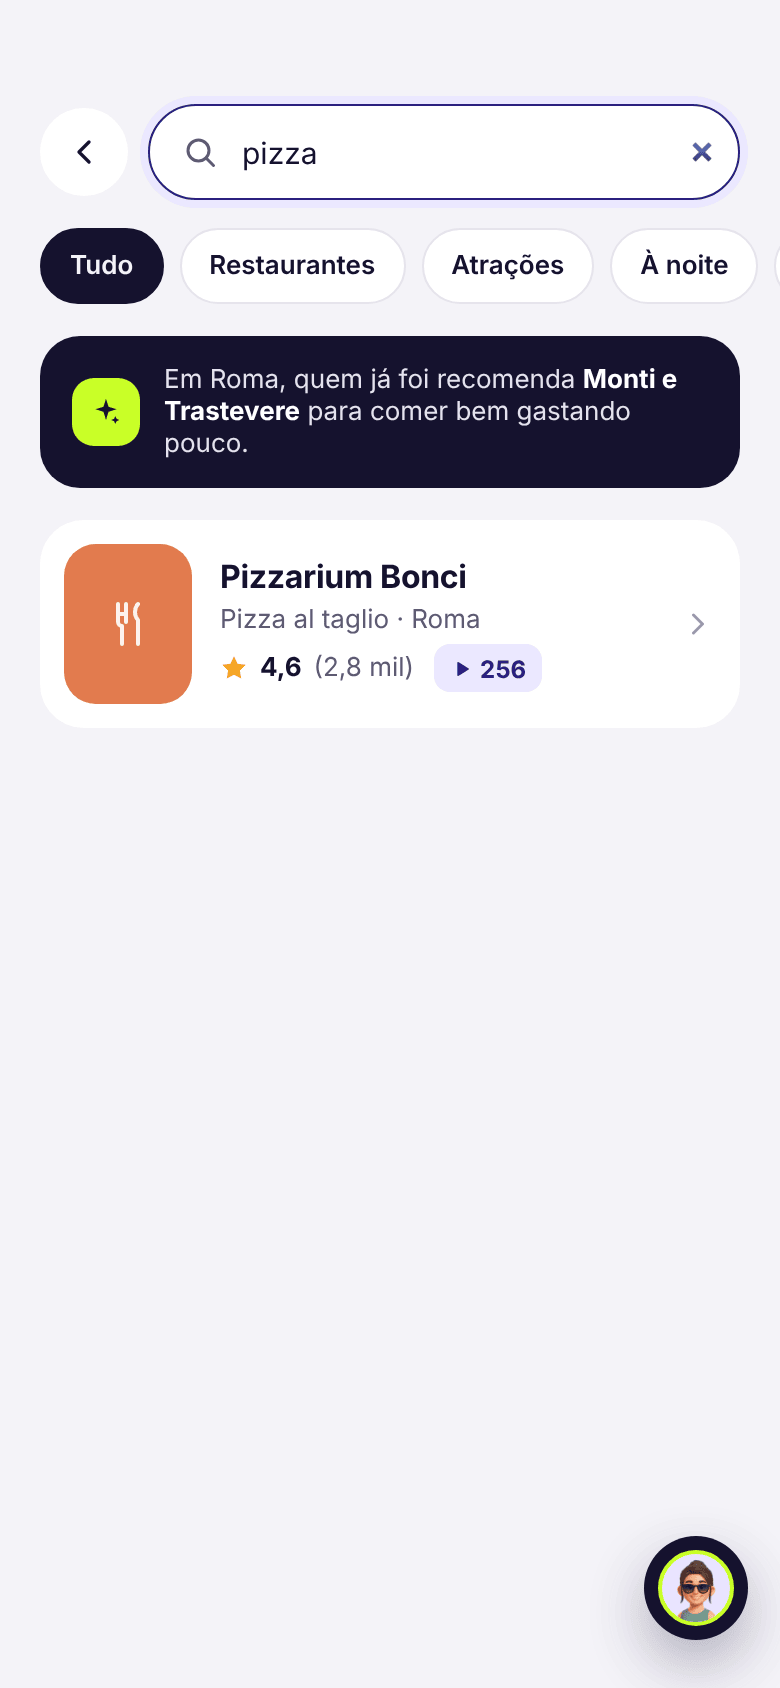 pizza
Tudo
Restaurantes
Atrações
À noite
Em Roma, quem já foi recomenda Monti e
Trastevere para comer bem gastando
pouco.
Pizzarium Bonci
Pizza al taglio · Roma
4,6 (2,8 mil)
256